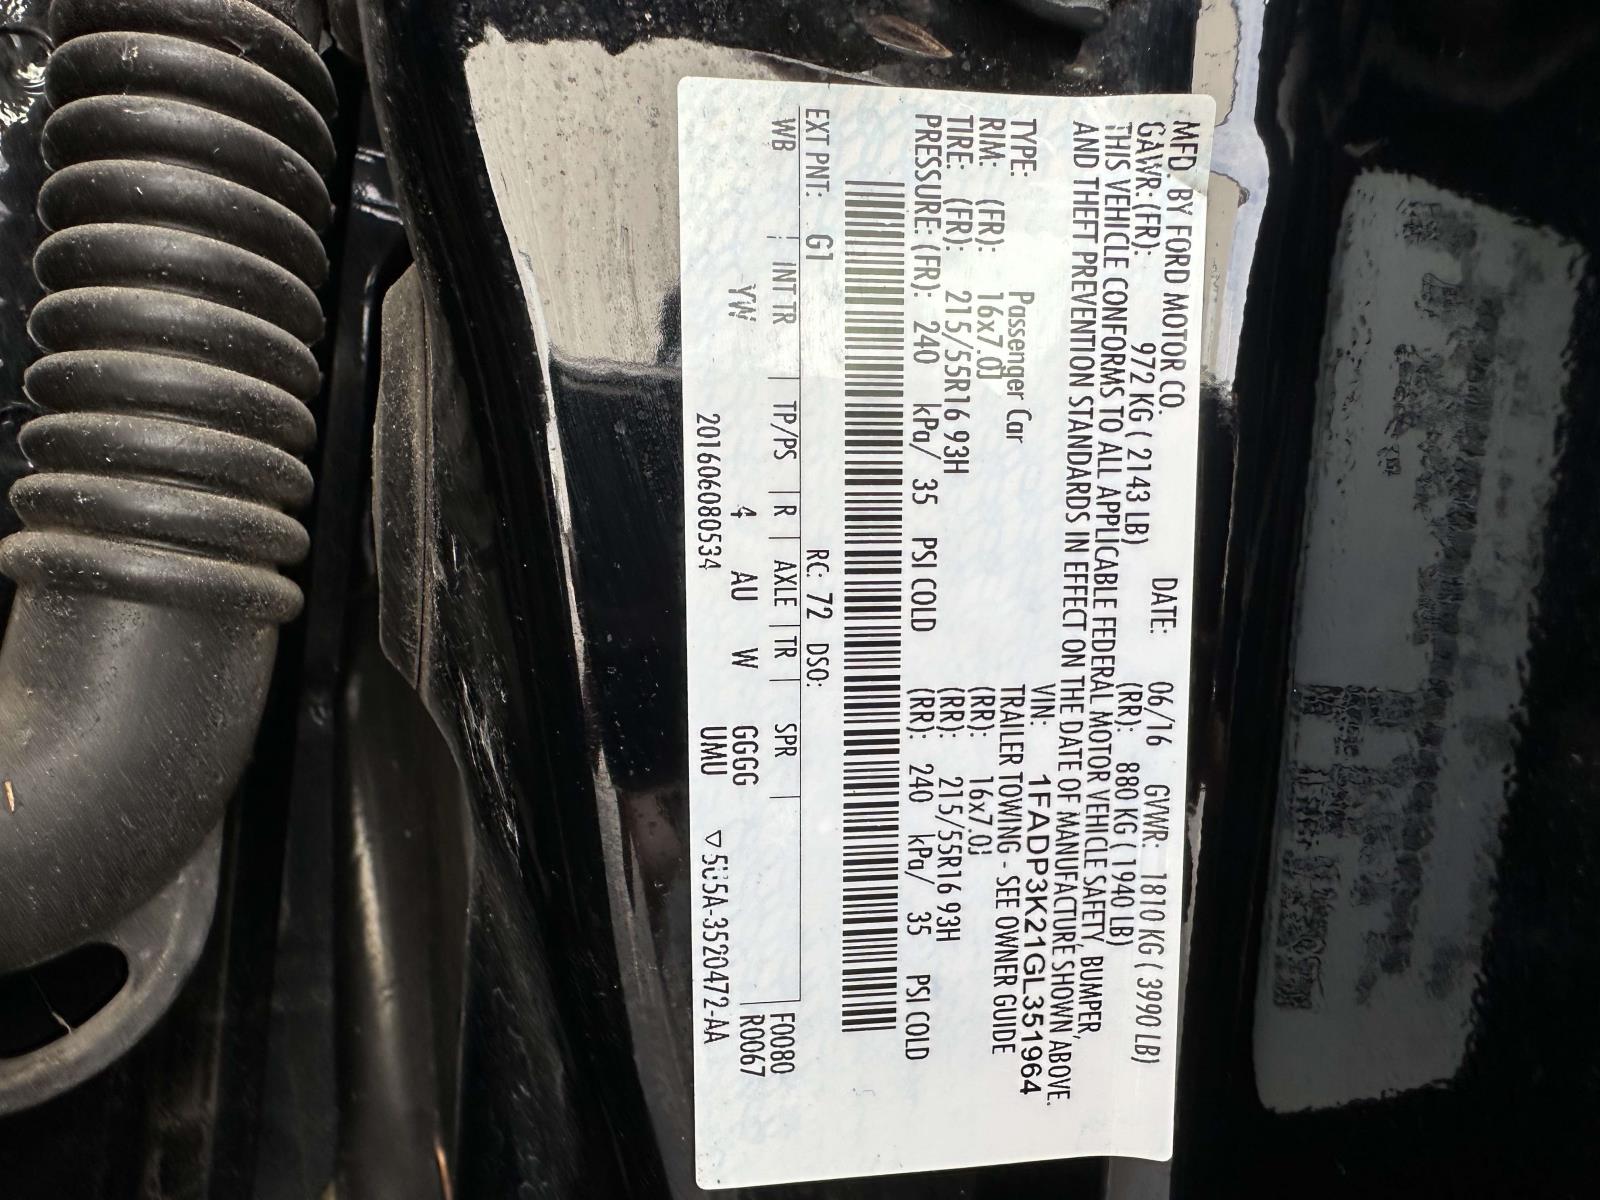 MFD. BY FORD MOTOR CO. DATE: 06/16 GVWR: 1810 KG ( 3990 LB)
GAWR: (FR): 972 KG ( 2143 LB) (RR): 880 KG ( 1940 LB)
THIS VEHICLE CONFORMS TO ALL APPLICABLE FEDERAL MOTOR VEHICLE SAFETY, BUMPER,
AND THEFT PREVENTION STANDARDS IN EFFECT ON THE DATE OF MANUFACTURE SHOWN ABOVE.
VIN: 1FADP3K21GL351964
TYPE: Passenger Car TRAILER TOWING - SEE OWNER GUIDE
RIM: (FR): 16x7.0J (RR): 16x7.0J
TIRE: (FR): 215/55R16 93H (RR): 215/55R16 93H
PRESSURE: (FR): 240 kPa/ 35 PSI COLD (RR): 240 kPa/ 35 PSI COLD
EXT PNT: G1 RC: 72 DSO:
WB | INT TR | TP/PS | R | AXLE | TR | SPR | F0080
YW 4 AU W GGGG R0067
20160608053​4 UMU ▽5U5A-3520472-AA